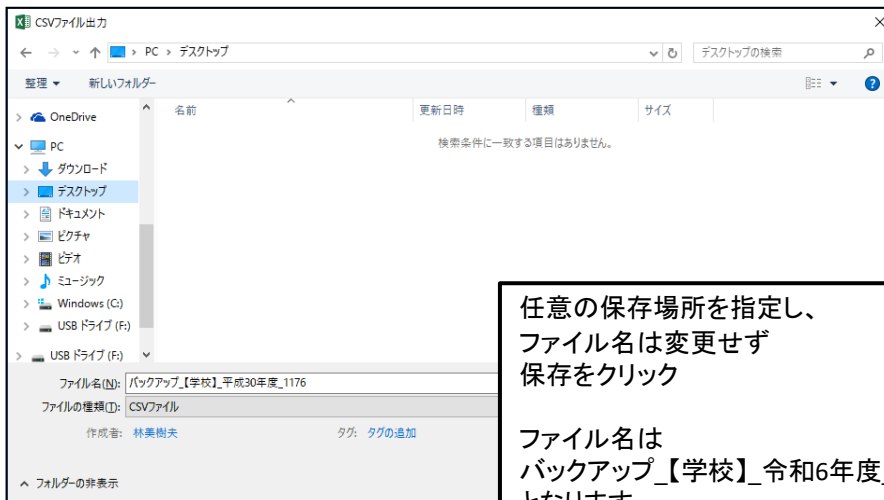 CSVファイル出力
PC › デスクトップ
デスクトップの検索
整理 新しいフォルダー
名前 更新日時 種類 サイズ
検索条件に一致する項目はありません。
OneDrive
PC
ダウンロード
デスクトップ
ドキュメント
ピクチャ
ビデオ
ミュージック
Windows (C:)
USB ドライブ (F:)
USB ドライブ (F:)
ファイル名(N): バックアップ_【学校】_平成30年度_1176
ファイルの種類(T): CSVファイル
作成者: 林美樹夫 タグ: タグの追加
フォルダーの非表示
任意の保存場所を指定し、
ファイル名は変更せず
保存をクリック
ファイル名は
バックアップ_【学校】_令和6年度_
となります